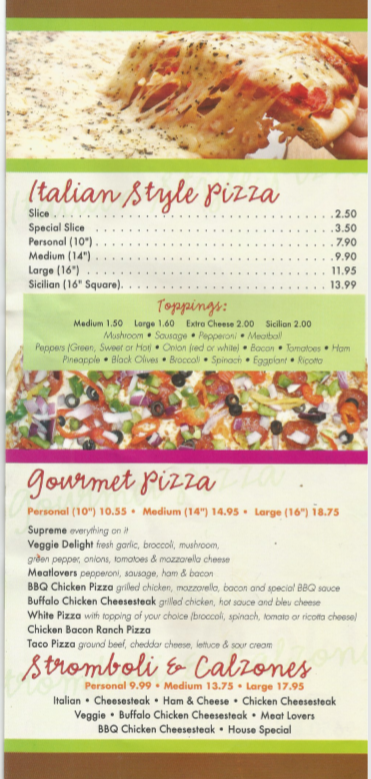 Italian Style Pizza
Slice . . . . . . . . . . . . . . . . . . . . . . . . . . . . . . . . . 2.50
Special Slice . . . . . . . . . . . . . . . . . . . . . . . . . . . . 3.50
Personal (10") . . . . . . . . . . . . . . . . . . . . . . . . . . . . 7.90
Medium (14") . . . . . . . . . . . . . . . . . . . . . . . . . . . . 9.90
Large (16") . . . . . . . . . . . . . . . . . . . . . . . . . . . . 11.95
Sicilian (16" Square). . . . . . . . . . . . . . . . . . . . . . . . 13.99
Toppings:
Medium 1.50 Large 1.60 Extra Cheese 2.00 Sicilian 2.00
Mushroom • Sausage • Pepperoni • Meatball
Peppers (Green, Sweet or Hot) • Onion (red or white) • Bacon • Tomatoes • Ham
Pineapple • Black Olives • Broccoli • Spinach • Eggplant • Ricotta
Gourmet Pizza
Personal (10") 10.55 • Medium (14") 14.95 • Large (16") 18.75
Supreme everything on it
Veggie Delight fresh garlic, broccoli, mushroom,
green pepper, onions, tomatoes & mozzarella cheese
Meatlovers pepperoni, sausage, ham & bacon
BBQ Chicken Pizza grilled chicken, mozzarella, bacon and special BBQ sauce
Buffalo Chicken Cheesesteak grilled chicken, hot sauce and bleu cheese
White Pizza with topping of your choice (broccoli, spinach, tomato or ricotta cheese)
Chicken Bacon Ranch Pizza
Taco Pizza ground beef, cheddar cheese, lettuce & sour cream
Stromboli & Calzones
Personal 9.99 • Medium 13.75 • Large 17.95
Italian • Cheesesteak • Ham & Cheese • Chicken Cheesesteak
Veggie • Buffalo Chicken Cheesesteak • Meat Lovers
BBQ Chicken Cheesesteak • House Special